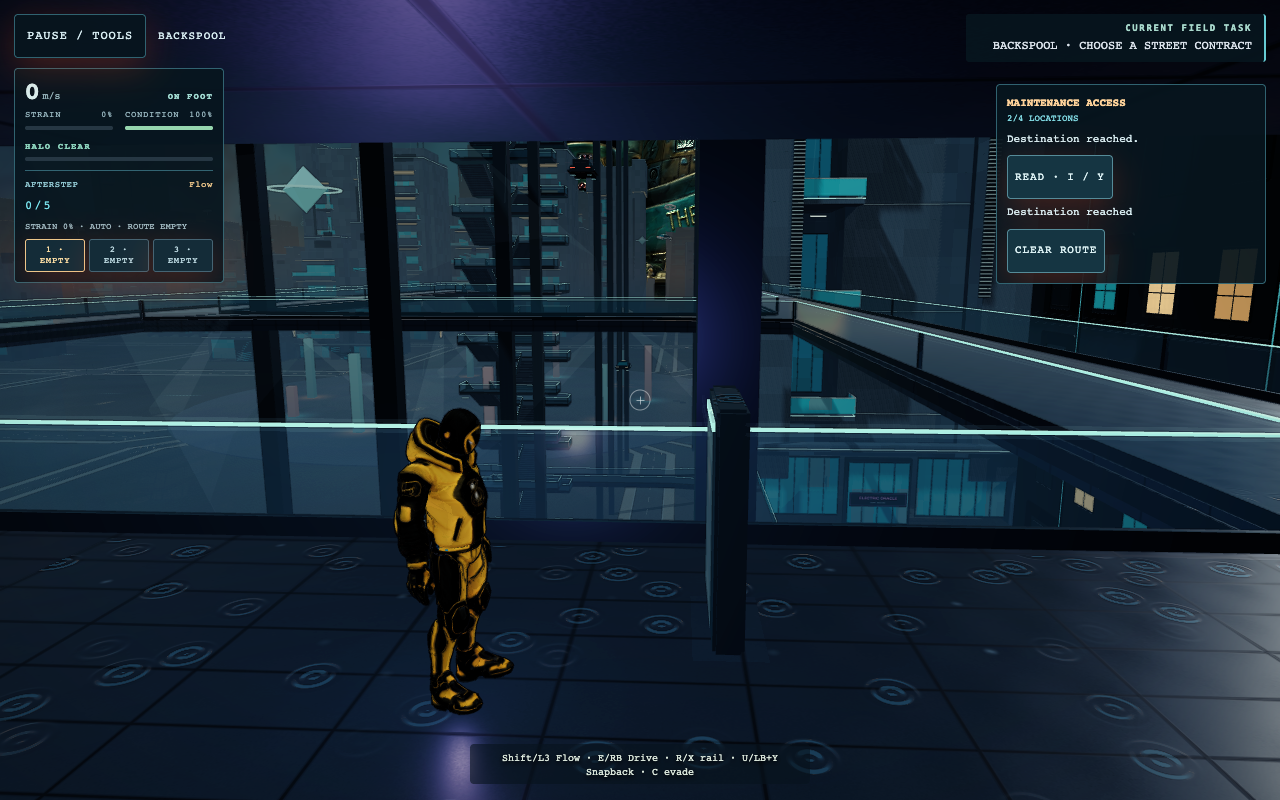 PAUSE / TOOLS
BACKSPOOL
CURRENT FIELD TASK
BACKSPOOL · CHOOSE A STREET CONTRACT
0 m/s
ON FOOT
STRAIN 0%
CONDITION 100%
HALO CLEAR
AFTERSTEP
Flow
0/5
STRAIN 0% · AUTO · ROUTE EMPTY
1 · EMPTY
2 · EMPTY
3 · EMPTY
MAINTENANCE ACCESS
2/4 LOCATIONS
Destination reached.
READ · I / Y
Destination reached
CLEAR ROUTE
THE
Shift/L3 Flow · E/RB Drive · R/X rail · U/LB+Y
Snapback · C evade